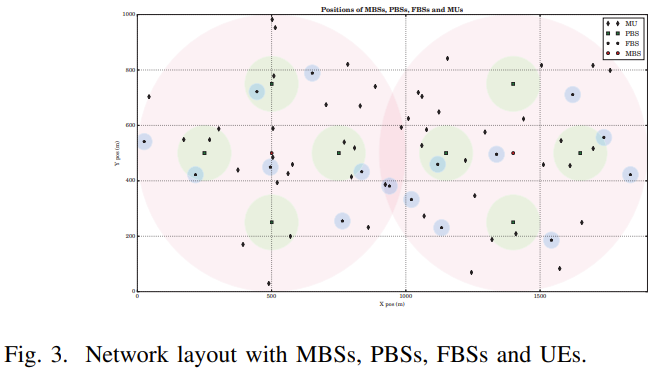 Positions of MBSs, PBSs, FBSs and MUs
1000
800
600
400
200
0
Y pos (m)
0
500
1000
1500
X pos (m)
MU
PBS
FBS
MBS
Fig. 3. Network layout with MBSs, PBSs, FBSs and UEs.